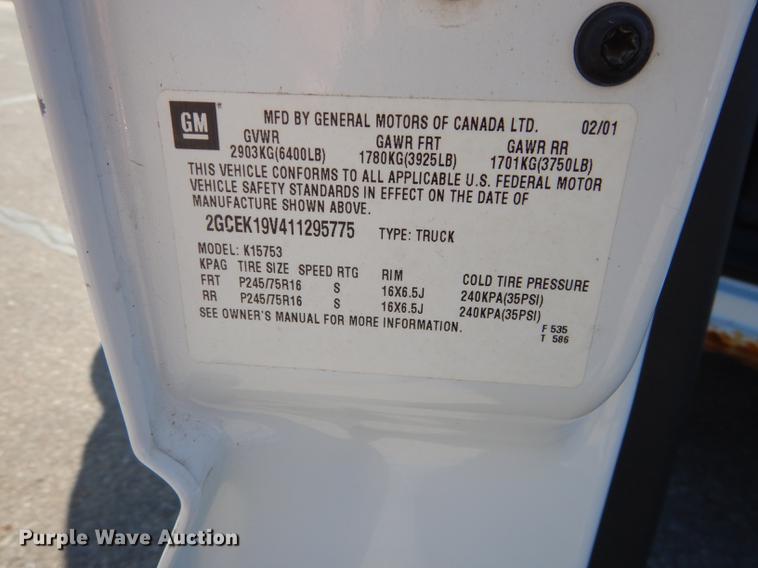 GM ® MFD BY GENERAL MOTORS OF CANADA LTD. 02/01
GVWR GAWR FRT GAWR RR
2903KG(6400LB) 1780KG(3925LB) 1701KG(3750LB)
THIS VEHICLE CONFORMS TO ALL APPLICABLE U.S. FEDERAL MOTOR
VEHICLE SAFETY STANDARDS IN EFFECT ON THE DATE OF
MANUFACTURE SHOWN ABOVE.
2GCEK19V411295775 TYPE: TRUCK
MODEL: K15753
KPAG TIRE SIZE SPEED RTG RIM COLD TIRE PRESSURE
FRT P245/75R16 S 16X6.5J 240KPA(35PSI)
RR P245/75R16 S 16X6.5J 240KPA(35PSI)
SEE OWNER'S MANUAL FOR MORE INFORMATION.
F 535
T 586
Purple Wave Auction